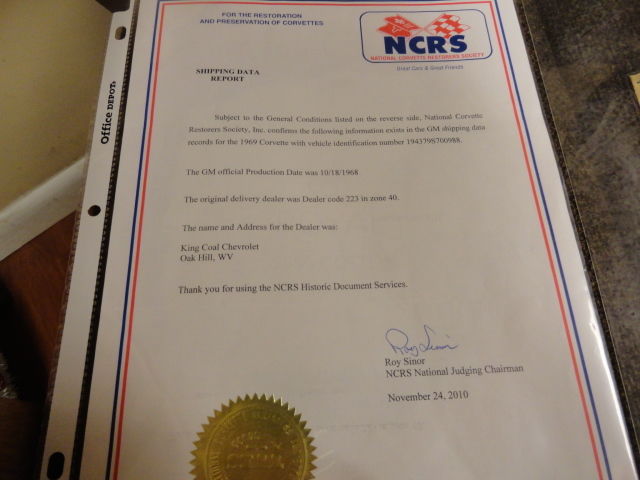 FOR THE RESTORATION
AND PRESERVATION OF CORVETTES
NCRS
NATIONAL CORVETTE RESTORERS SOCIETY
Great Cars & Great Friends
Office DEPOT
SHIPPING DATA
REPORT
Subject to the General Conditions listed on the reverse side, National Corvette
Restorers Society, Inc. confirms the following information exists in the GM shipping data
records for the 1969 Corvette with vehicle identification number 194379S700988.
The GM official Production Date was 10/18/1968
The original delivery dealer was Dealer code 223 in zone 40.
The name and Address for the Dealer was:
King Coal Chevrolet
Oak Hill, WV
Thank you for using the NCRS Historic Document Services.
Roy Sinor
Roy Sinor
NCRS National Judging Chairman
November 24, 2010